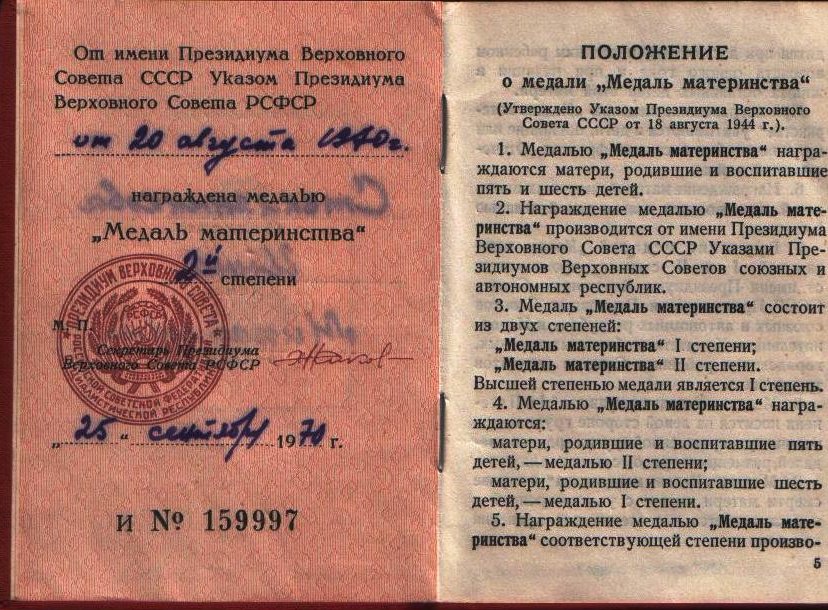 От имени Президиума Верховного
Совета СССР Указом Президиума
Верховного Совета РСФСР
от 20 августа 1970г.
награждена медалью
„Медаль материнства“
2й степени
М. П.
Секретарь Президиума
Верховного Совета РСФСР
„25“ сентября 1970 г.
И № 159997
ПОЛОЖЕНИЕ
о медали „Медаль материнства“
(Утверждено Указом Президиума Верховного
Совета СССР от 18 августа 1944 г.).
1. Медалью „Медаль материнства“ награ-
ждаются матери, родившие и воспитавшие
пять и шесть детей.
2. Награждение медалью „Медаль мате-
ринства“ производится от имени Президиума
Верховного Совета СССР Указами Пре-
зидиумов Верховных Советов союзных и
автономных республик.
3. Медаль „Медаль материнства“ состоит
из двух степеней:
„Медаль материнства“ I степени;
„Медаль материнства“ II степени.
Высшей степенью медали является I степень.
4. Медалью „Медаль материнства“ награ-
ждаются:
матери, родившие и воспитавшие пять
детей,—медалью II степени;
матери, родившие и воспитавшие шесть
детей,—медалью I степени.
5. Награждение медалью „Медаль мате-
ринства“ соответствующей степени произво-
5